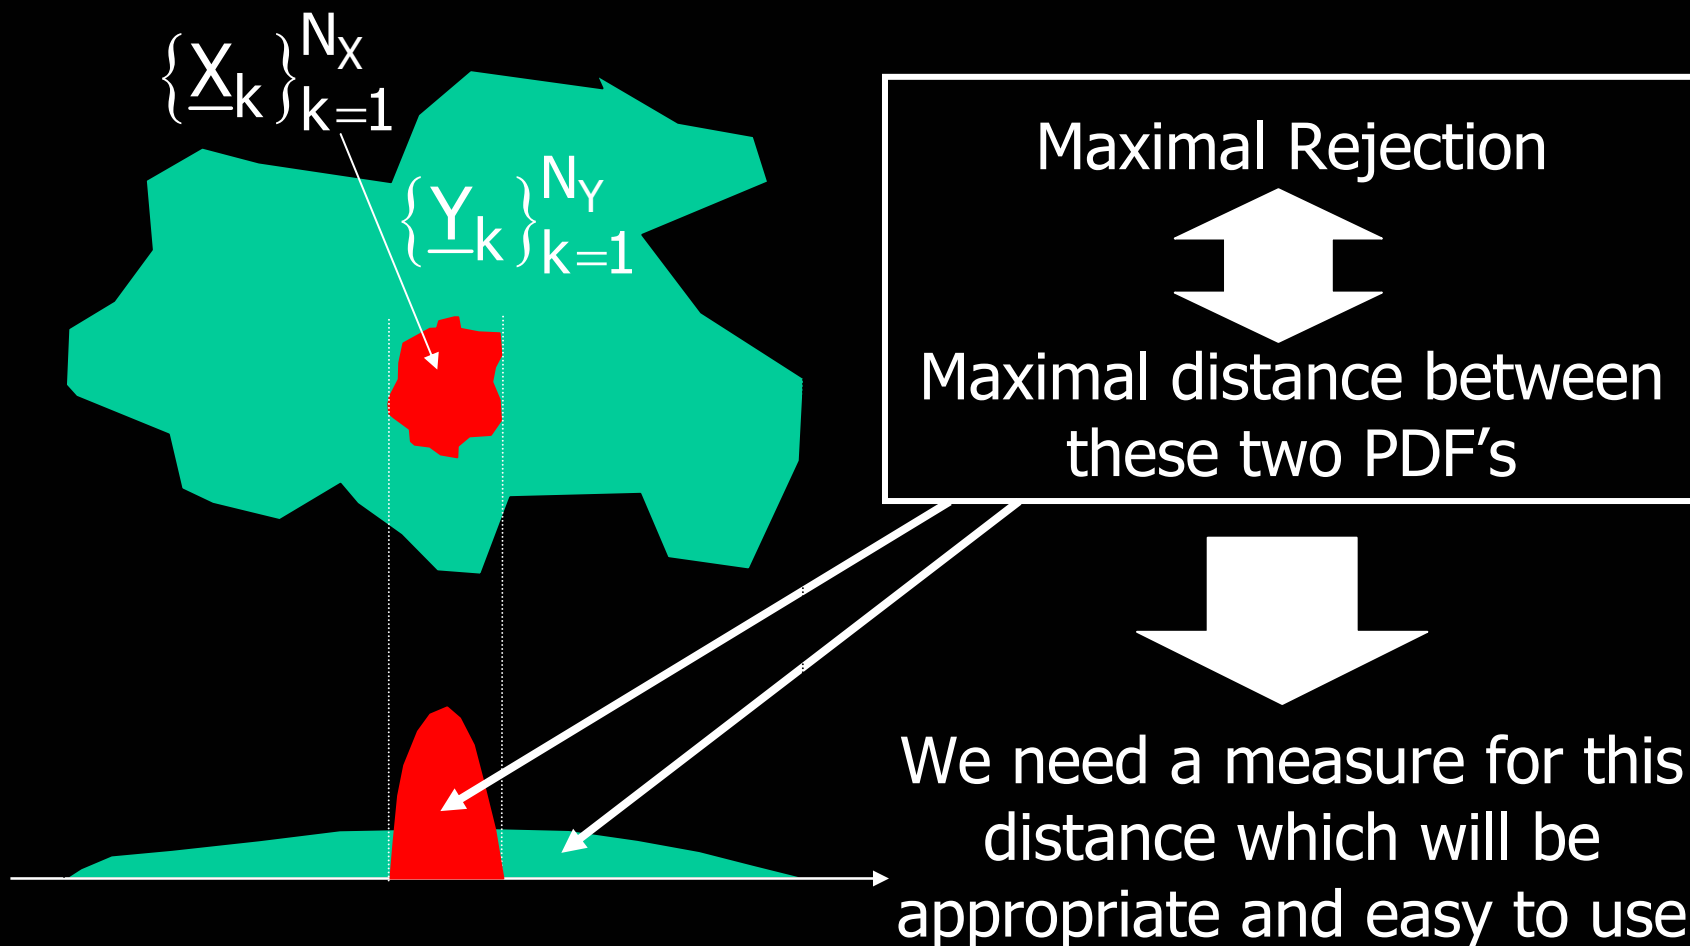 {X_k}_{k=1}^{N_X}
{Y_k}_{k=1}^{N_Y}
Maximal Rejection
Maximal distance between
these two PDF’s
We need a measure for this
distance which will be
appropriate and easy to use